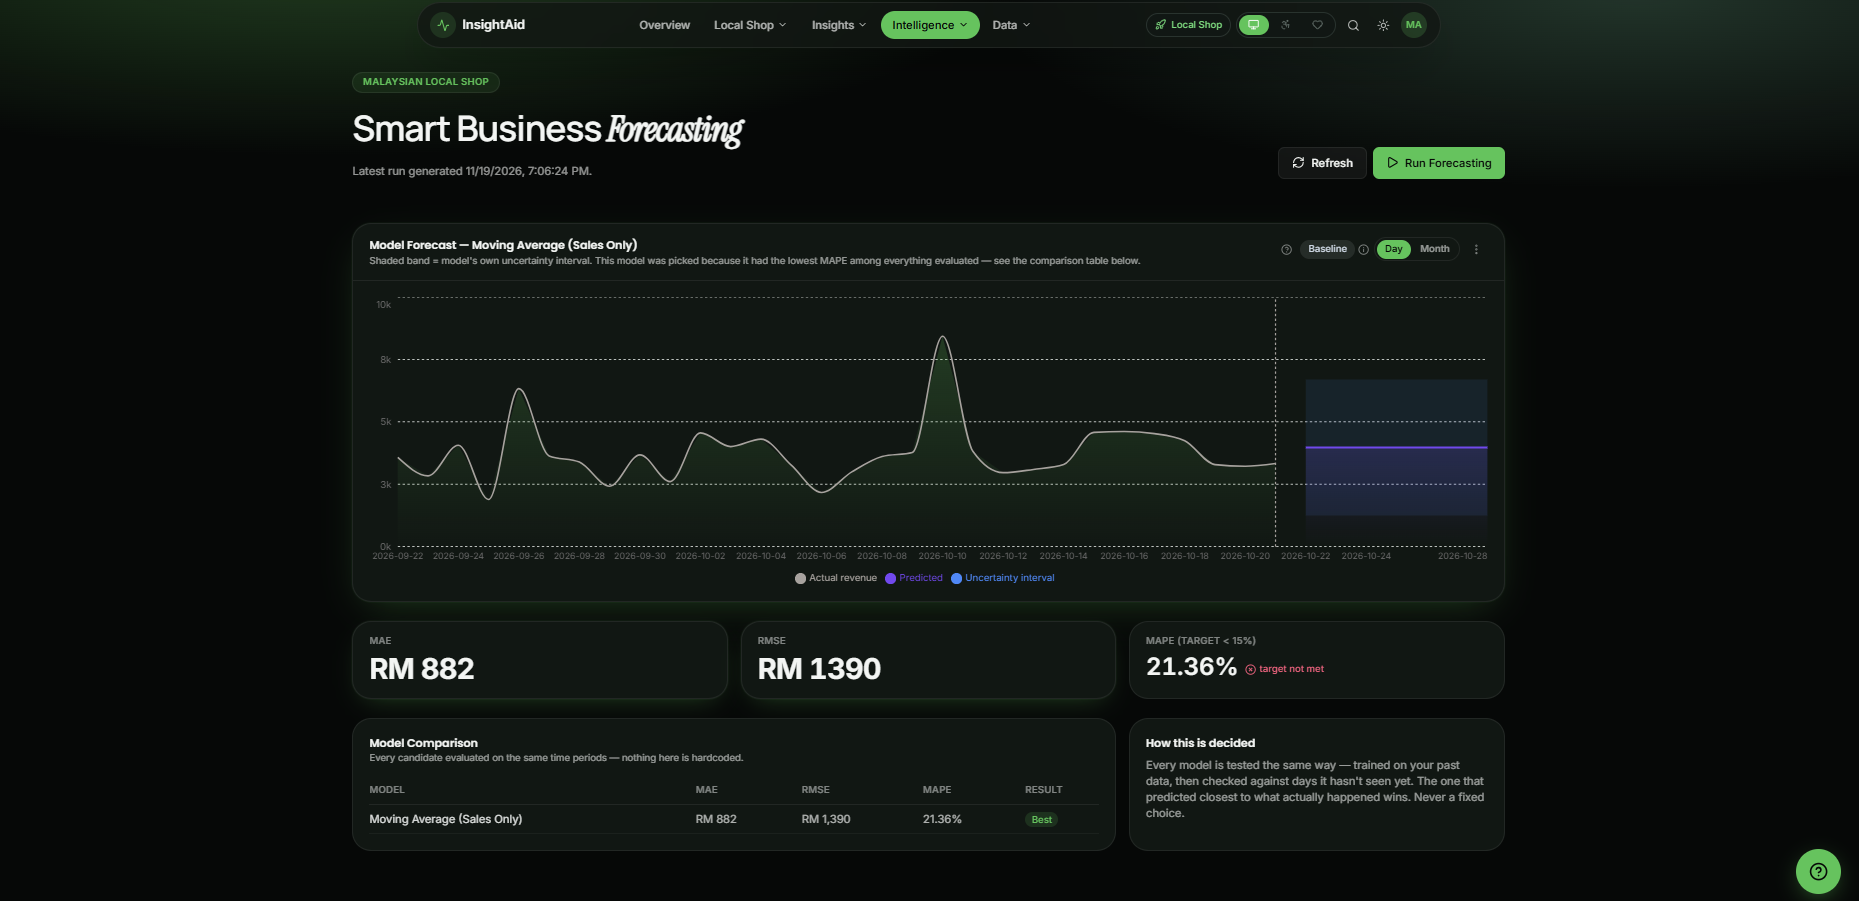 InsightAid
Overview
Local Shop
Insights
Intelligence
Data
Local Shop
MA
MALAYSIAN LOCAL SHOP
Smart Business Forecasting
Latest run generated 11/19/2026, 7:06:24 PM.
Refresh
Run Forecasting
Model Forecast — Moving Average (Sales Only)
Shaded band = model's own uncertainty interval. This model was picked because it had the lowest MAPE among everything evaluated — see the comparison table below.
Baseline
Day
Month
10k
8k
5k
3k
0k
2026-09-22 2026-09-24 2026-09-26 2026-09-28 2026-09-30 2026-10-02 2026-10-04 2026-10-06 2026-10-08 2026-10-10 2026-10-12 2026-10-14 2026-10-16 2026-10-18 2026-10-20 2026-10-22 2026-10-24 2026-10-28
Actual revenue
Predicted
Uncertainty interval
MAE
RM 882
RMSE
RM 1390
MAPE (TARGET < 15%)
21.36% target not met
Model Comparison
Every candidate evaluated on the same time periods — nothing here is hardcoded.
MODEL MAE RMSE MAPE RESULT
Moving Average (Sales Only) RM 882 RM 1,390 21.36% Best
How this is decided
Every model is tested the same way — trained on your past
data, then checked against days it hasn't seen yet. The one that
predicted closest to what actually happened wins. Never a fixed
choice.